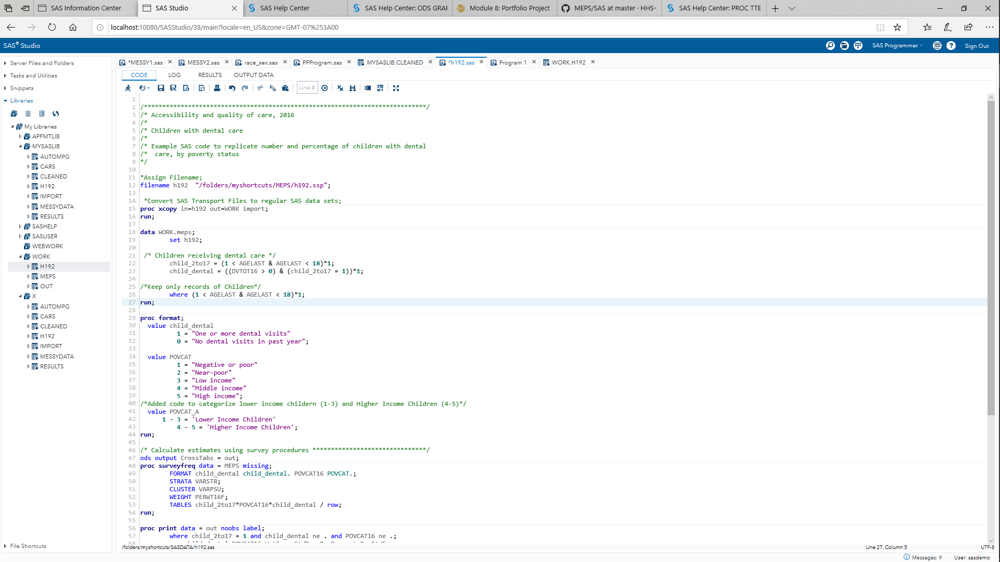 SAS Information Center
SAS Studio
SAS Help Center
SAS Help Center: ODS GRAP
Module 8: Portfolio Project
MEPS/SAS at master · HHS-
SAS Help Center: PROC TTE
localhost:10080/SASStudio/38/main?locale=en_US&zone=GMT-07%253A00
SAS® Studio
SAS Programmer
Sign Out
Server Files and Folders
Tasks and Utilities
Snippets
Libraries
My Libraries
APFMTLIB
MYSASLIB
AUTOMPG
CARS
CLEANED
H192
IMPORT
MESSYDATA
RESULTS
SASHELP
SASUSER
WEBWORK
WORK
H192
MEPS
OUT
X
AUTOMPG
CARS
CLEANED
H192
IMPORT
MESSYDATA
RESULTS
File Shortcuts
*MESSY1.sas
MESSY2.sas
race_sex.sas
PPProgram.sas
MYSASLIB.CLEANED
*h192.sas
Program 1
WORK.H192
CODE
LOG
RESULTS
OUTPUT DATA
Line #
1
2 /*****************************************************************************/
3 /* Accessibility and quality of care, 2016
4 /*
5 /* Children with dental care
6 /*
7 /* Example SAS code to replicate number and percentage of children with dental
8 /*  care, by poverty status
9 */
10
11 *Assign Filename;
12 filename h192  "/folders/myshortcuts/MEPS/h192.ssp";
13
14  *Convert SAS Transport Files to regular SAS data sets;
15 proc xcopy in=h192 out=WORK import;
16 run;
17
18 data WORK.meps;
19         set h192;
20
21  /* Children receiving dental care */
22         child_2to17 = (1 < AGELAST & AGELAST < 18)*1;
23         child_dental = ((DVTOT16 > 0) & (child_2to17 = 1))*1;
24
25 /*Keep only records of Children*/
26         where (1 < AGELAST & AGELAST < 18)*1;
27 run;
28
29 proc format;
30   value child_dental
31           1 = "One or more dental visits"
32           0 = "No dental visits in past year";
33
34   value POVCAT
35           1 = "Negative or poor"
36           2 = "Near-poor"
37           3 = "Low income"
38           4 = "Middle income"
39           5 = "High income";
40 /*Added code to categorize lower income childern (1-3) and Higher Income Children (4-5)*/
41   value POVCAT_A
42       1 - 3 = 'Lower Income Children'
43           4 - 5 = 'Higher Income Children';
44 run;
45
46 /* Calculate estimates using survey procedures *******************************/
47 ods output CrossTabs = out;
48 proc surveyfreq data = MEPS missing;
49         FORMAT child_dental child_dental. POVCAT16 POVCAT.;
50         STRATA VARSTR;
51         CLUSTER VARPSU;
52         WEIGHT PERWT16F;
53         TABLES child_2to17*POVCAT16*child_dental / row;
54 run;
55
56 proc print data = out noobs label;
57         where child_2to17 = 1 and child_dental ne . and POVCAT16 ne .;
/folders/myshortcuts/SASDATA/h192.sas
Line 27, Column 5
UTF-8
Messages: 9
User: sasdemo